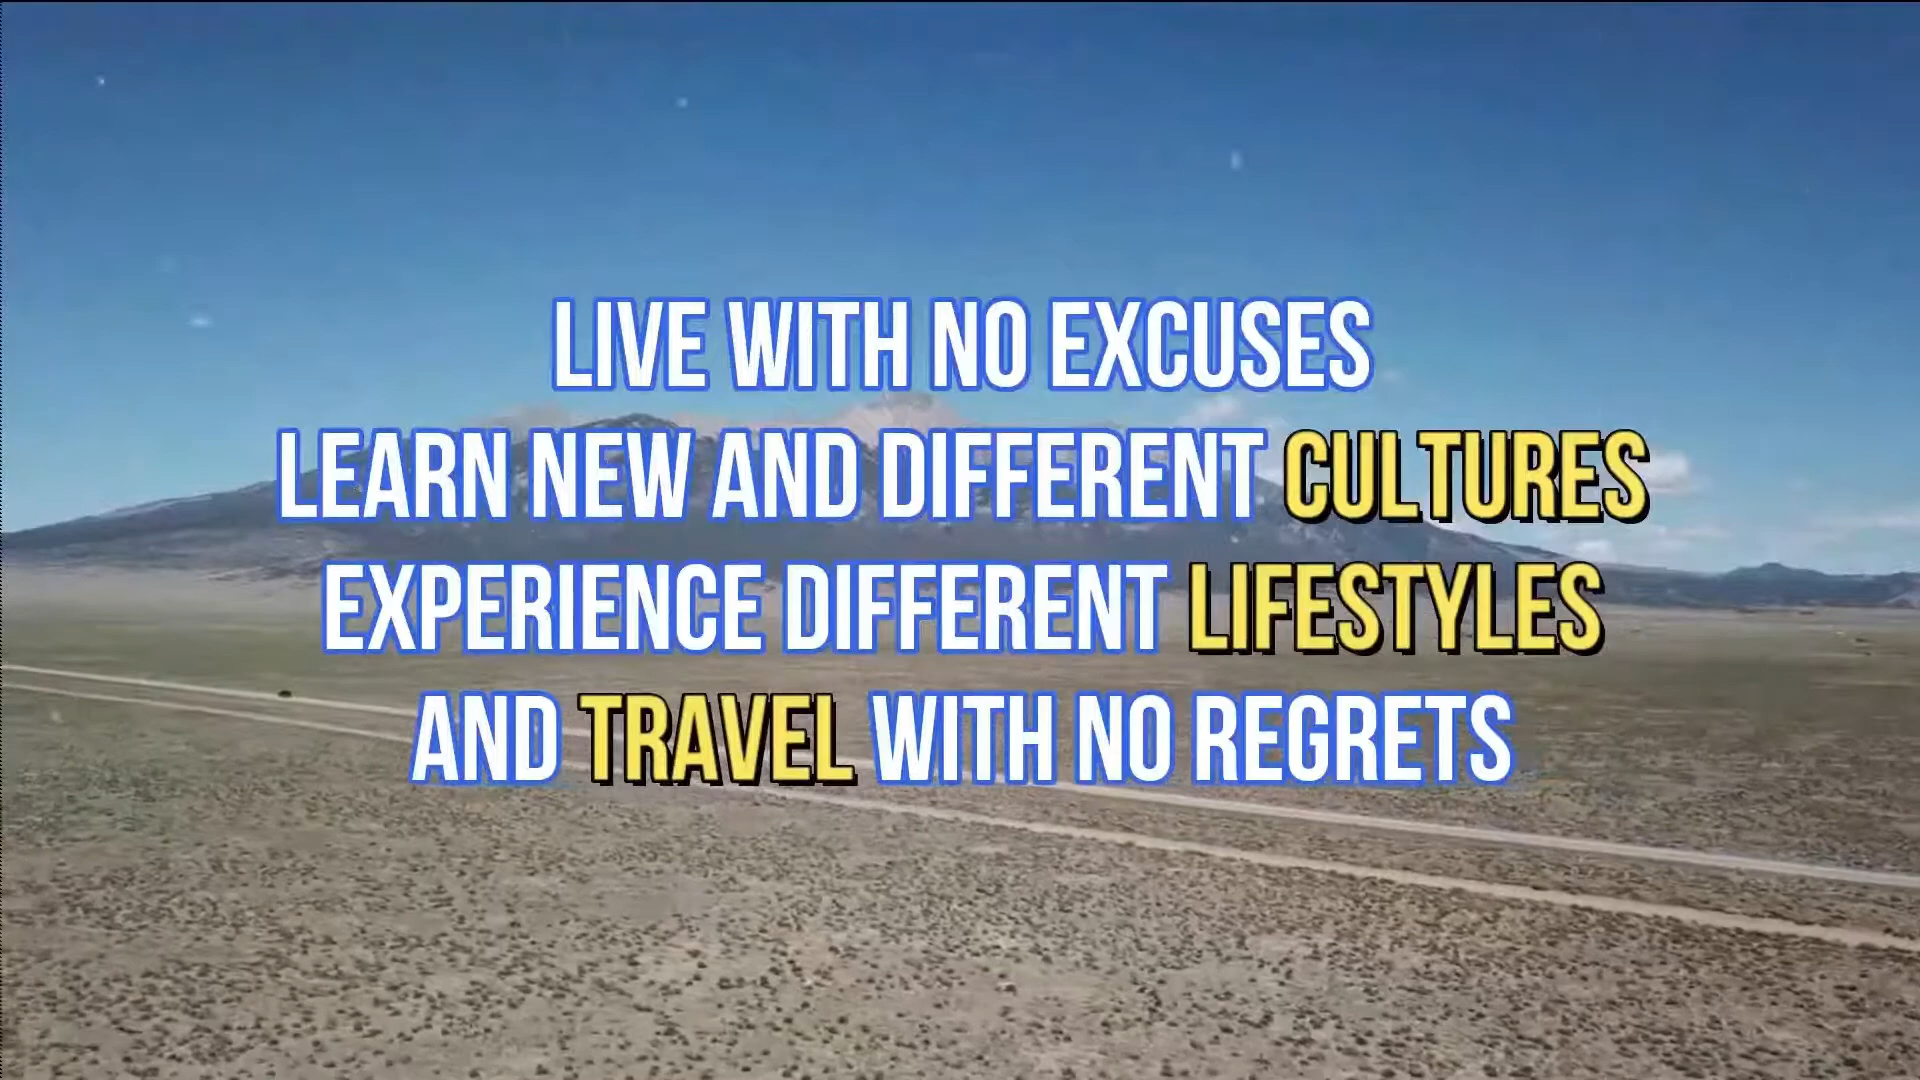 LIVE WITH NO EXCUSES
LEARN NEW AND DIFFERENT CULTURES
EXPERIENCE DIFFERENT LIFESTYLES
AND TRAVEL WITH NO REGRETS